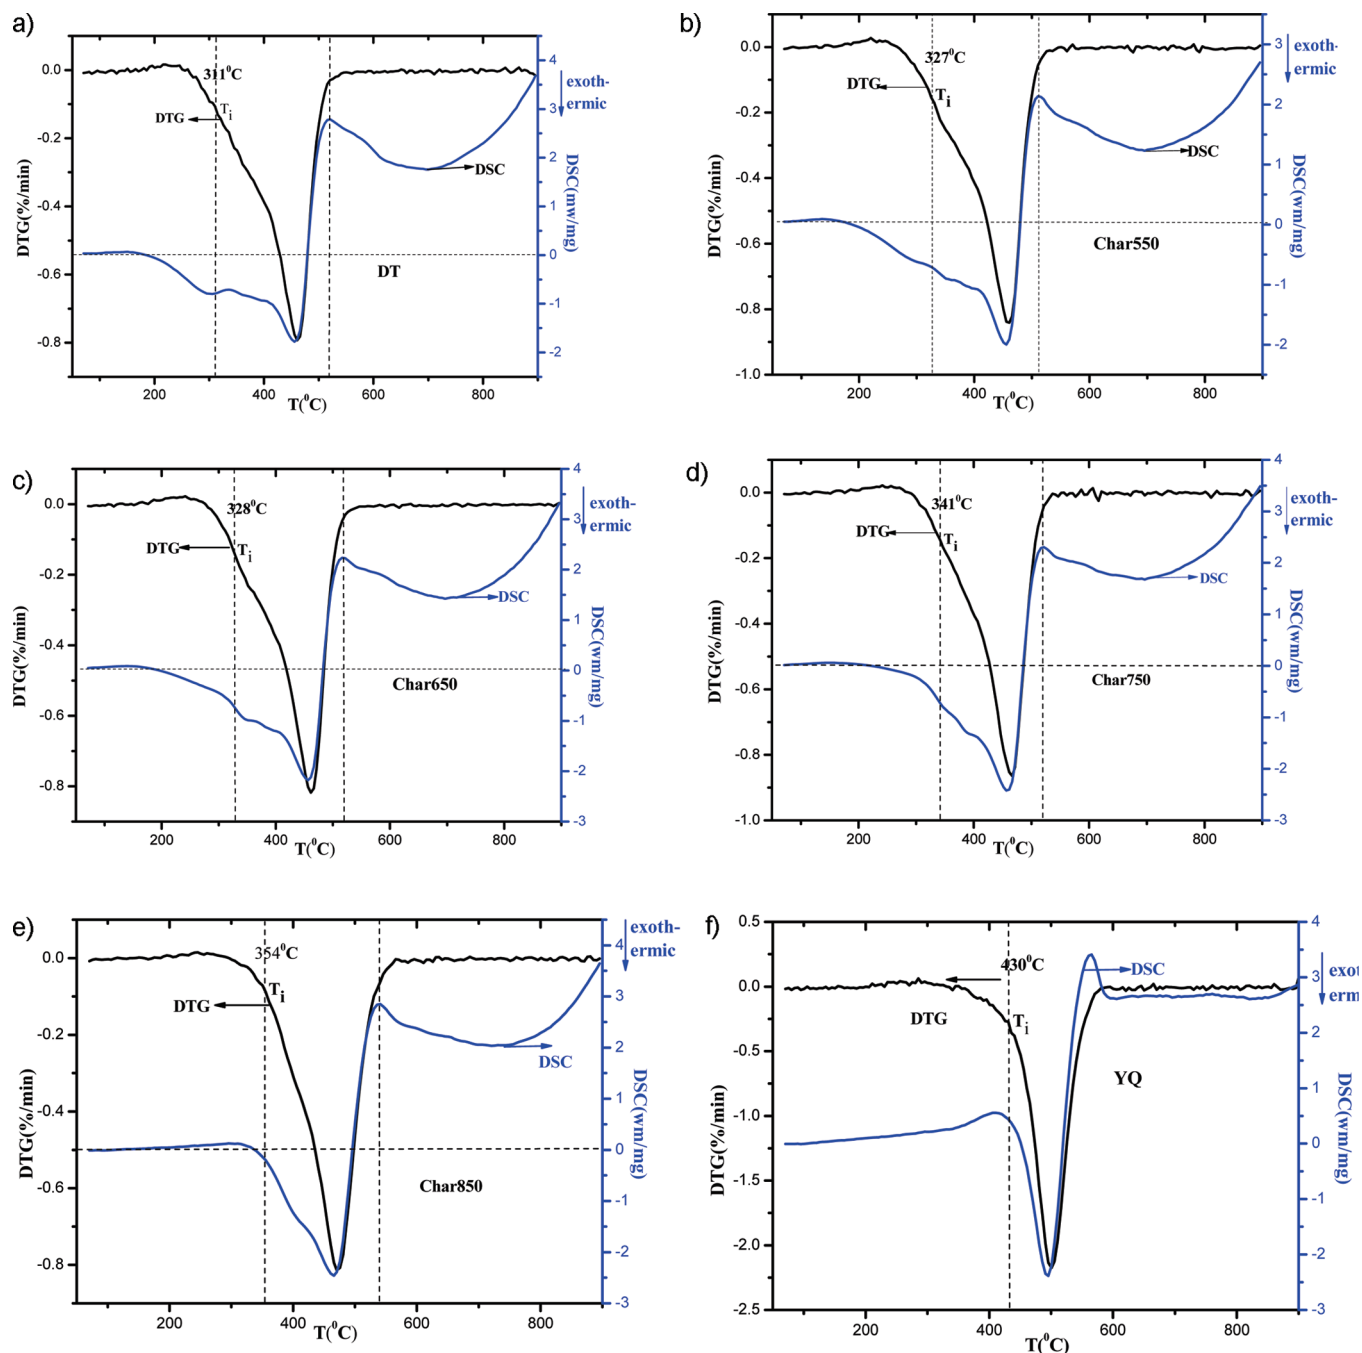 a)
0.0
-0.2
-0.4
-0.6
-0.8
DTG(%/min)
311⁰C
Ti
DTG
DSC
DT
200
400
600
800
T(⁰C)
4
3
2
1
0
-1
-2
DSC(mw/mg)
exoth-
ermic
b)
0.0
-0.2
-0.4
-0.6
-0.8
-1.0
DTG(%/min)
327⁰C
DTG
Ti
DSC
Char550
200
400
600
800
T(⁰C)
3
2
1
0
-1
-2
DSC(wm/mg)
exoth-
ermic
c)
0.0
-0.2
-0.4
-0.6
-0.8
DTG(%/min)
328⁰C
DTG
Ti
DSC
Char650
200
400
600
800
T(⁰C)
4
3
2
1
0
-1
-2
-3
DSC(wm/mg)
exoth-
ermic
d)
0.0
-0.2
-0.4
-0.6
-0.8
-1.0
DTG(%/min)
341⁰C
DTG
Ti
DSC
Char750
200
400
600
800
T(⁰C)
4
3
2
1
0
-1
-2
-3
DSC(wm/mg)
exoth-
ermic
e)
0.0
-0.2
-0.4
-0.6
-0.8
DTG(%/min)
354⁰C
Ti
DTG
DSC
Char850
200
400
600
800
T(⁰C)
4
3
2
1
0
-1
-2
-3
DSC(wm/mg)
exoth-
ermic
f)
0.5
0.0
-0.5
-1.0
-1.5
-2.0
-2.5
DTG(%/min)
430⁰C
DTG
Ti
DSC
YQ
200
400
600
800
T(⁰C)
4
3
2
1
0
-1
-2
-3
DSC(wm/mg)
exot
erm